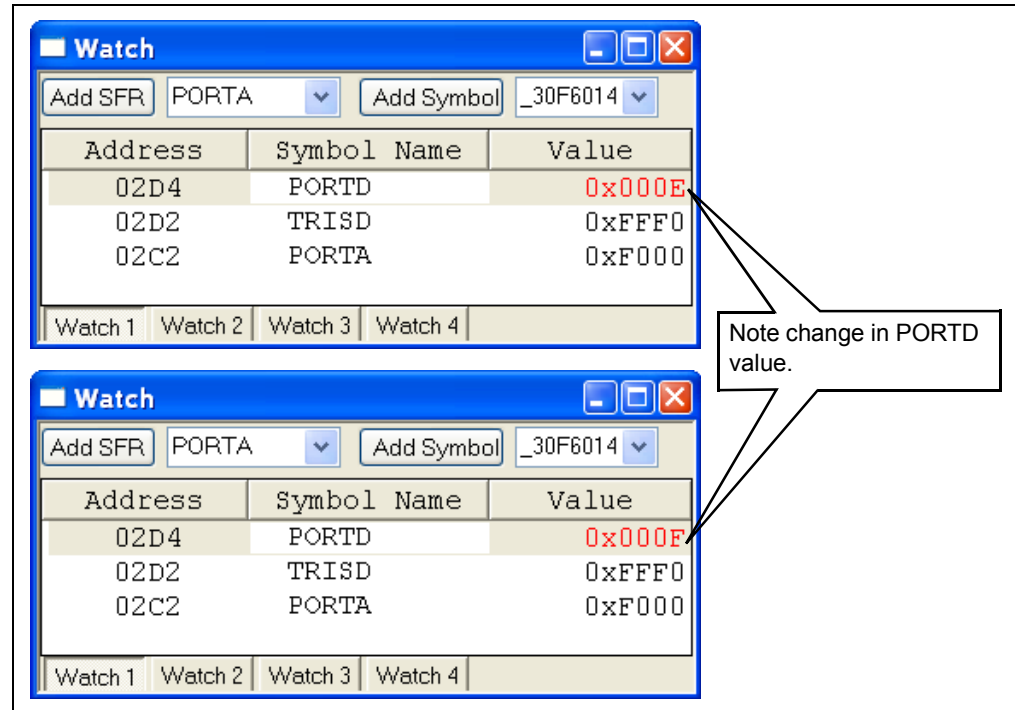 Watch
Add SFR PORTA Add Symbol _30F6014
Address Symbol Name Value
02D4 PORTD 0x000E
02D2 TRISD 0xFFF0
02C2 PORTA 0xF000
Watch 1 Watch 2 Watch 3 Watch 4
Note change in PORTD
value.
Watch
Add SFR PORTA Add Symbol _30F6014
Address Symbol Name Value
02D4 PORTD 0x000F
02D2 TRISD 0xFFF0
02C2 PORTA 0xF000
Watch 1 Watch 2 Watch 3 Watch 4